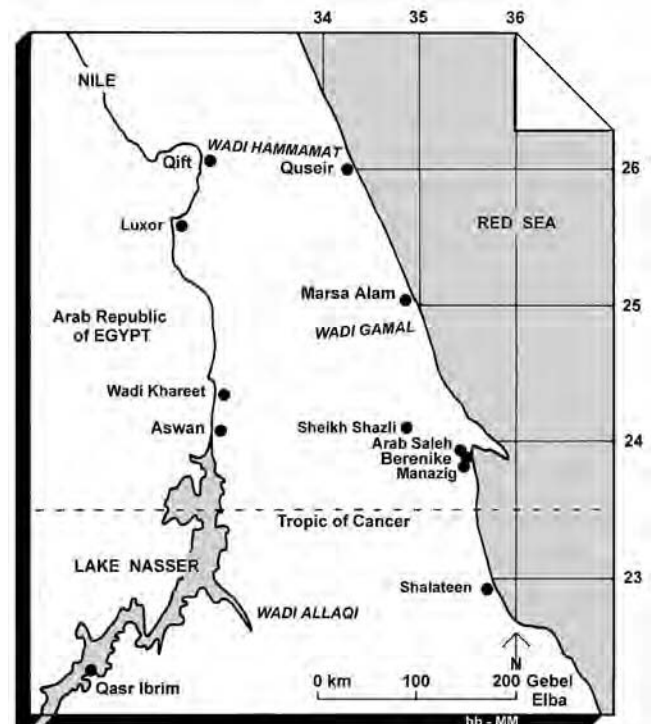 34 35 36
NILE
WADI HAMMAMAT
Qift
Quseir
26
Luxor
RED SEA
Marsa Alam
25
Arab Republic
of EGYPT
WADI GAMAL
Wadi Khareet
Aswan
Sheikh Shazli
Arab Saleh
24
Berenike
Manazig
Tropic of Cancer
LAKE NASSER
Shalateen
23
WADI ALLAQI
N
0 km 100 200 Gebel
Elba
Qasr Ibrim
hh - MM